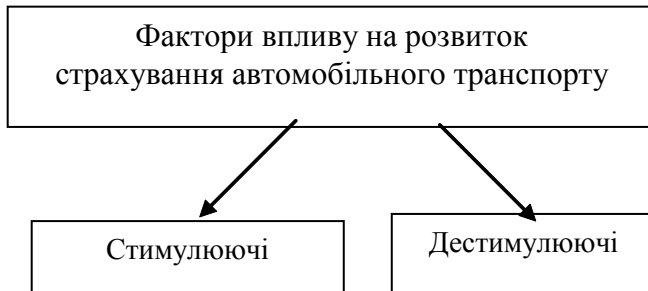 Фактори впливу на розвиток
страхування автомобільного транспорту
Стимулюючі
Дестимулюючі